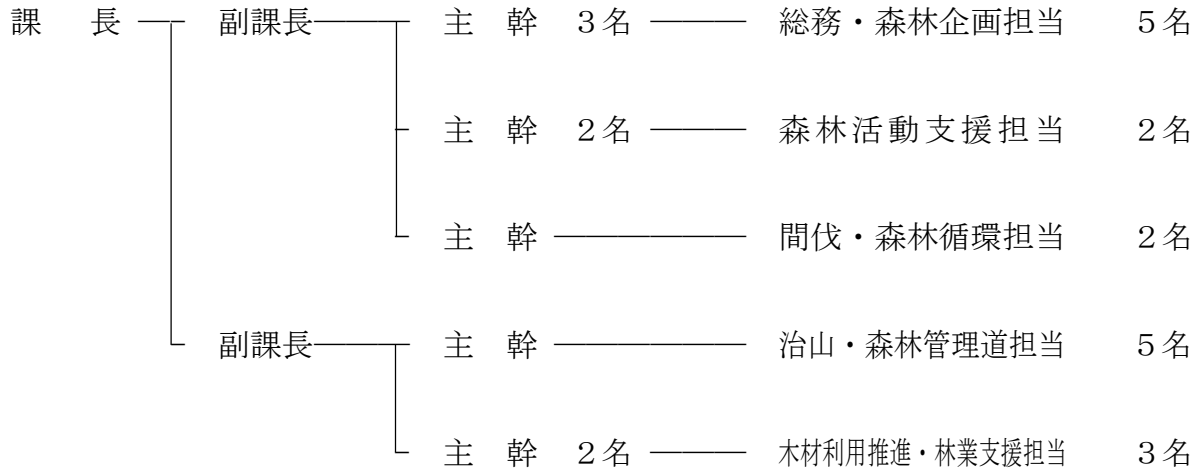 課　長　副課長　主　幹　３名　総務・森林企画担当　５名
主　幹　２名　森林活動支援担当　２名
主　幹　間伐・森林循環担当　２名
副課長　主　幹　治山・森林管理道担当　５名
主　幹　２名　木材利用推進・林業支援担当　３名